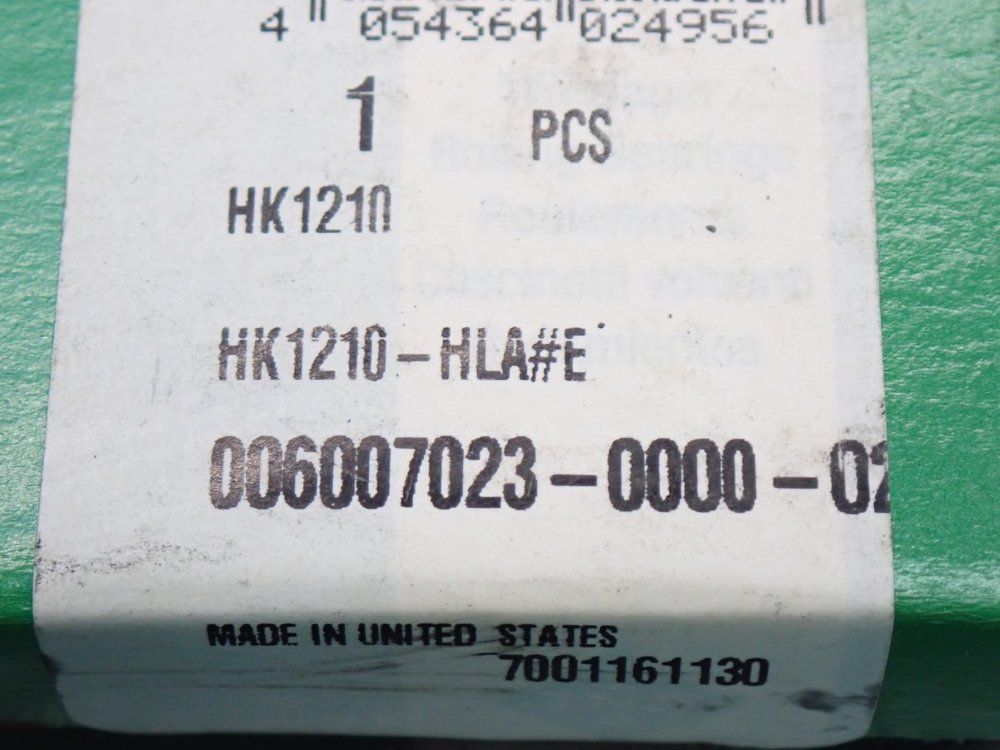 4 054364 024956
1 PCS
HK1210
HK1210-HLA#E
006007023-0000-02
MADE IN UNITED STATES
7001161130